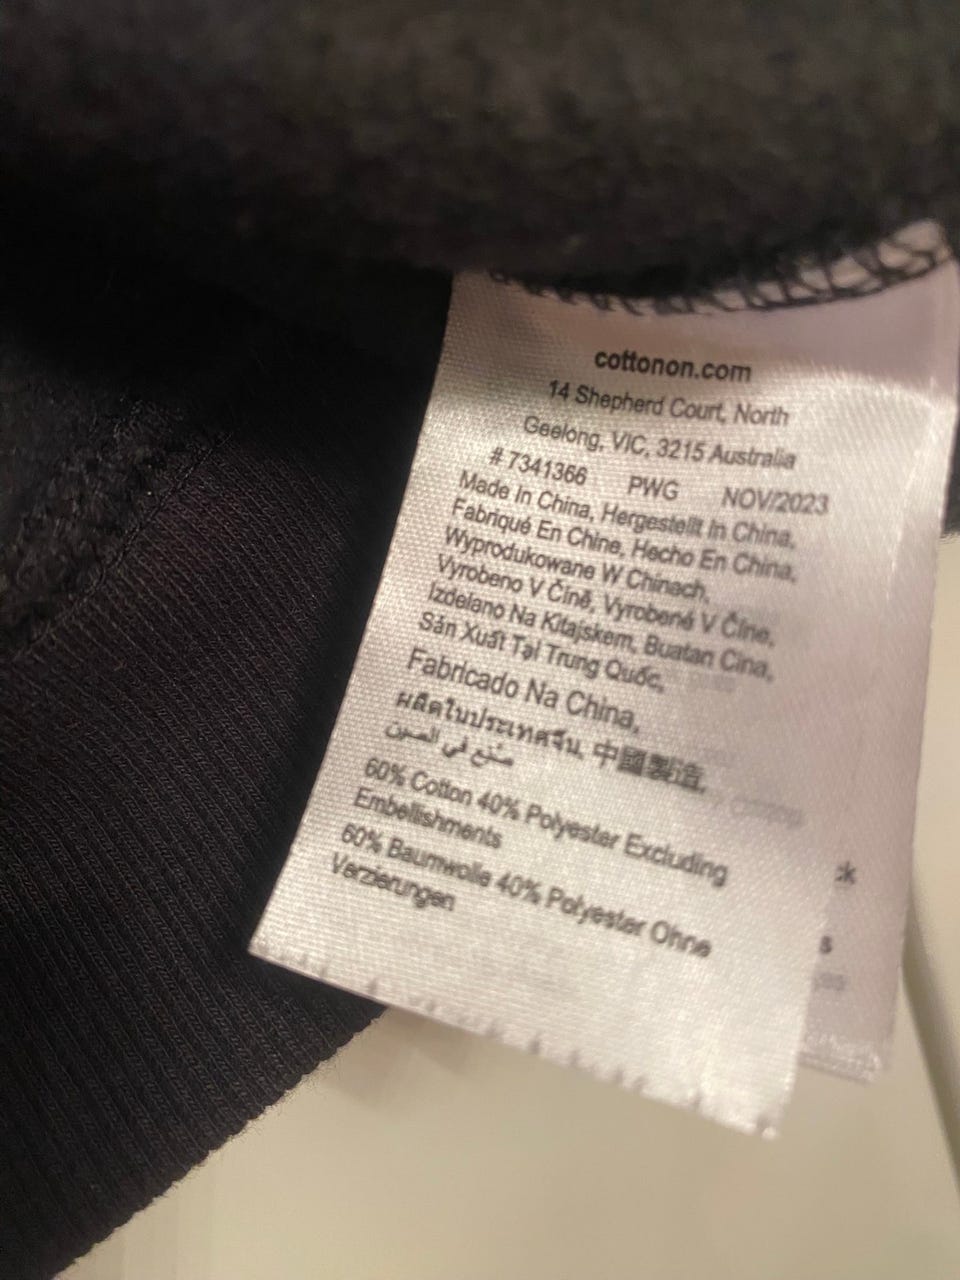 cottonon.com
14 Shepherd Court, North
Geelong, VIC, 3215 Australia
# 7341366 PWG NOV/2023
Made In China, Hergestellt In China,
Fabriqué En Chine, Hecho En China,
Wyprodukowane W Chinach,
Vyrobeno V Číně, Vyrobené V Číne,
Izdelano Na Kitajskem, Buatan Cina,
Sản Xuất Tại Trung Quốc,
Fabricado Na China,
ผลิตในประเทศจีน, 中國製造,
صُنع في الصين
60% Cotton 40% Polyester Excluding
Embellishments
60% Baumwolle 40% Polyester Ohne
Verzierungen